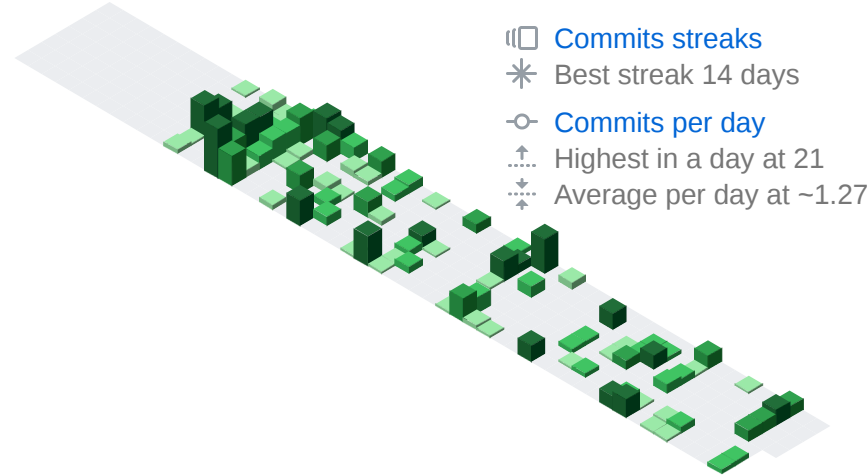 Commits streaks
Best streak 14 days
Commits per day
Highest in a day at 21
Average per day at ~1.27